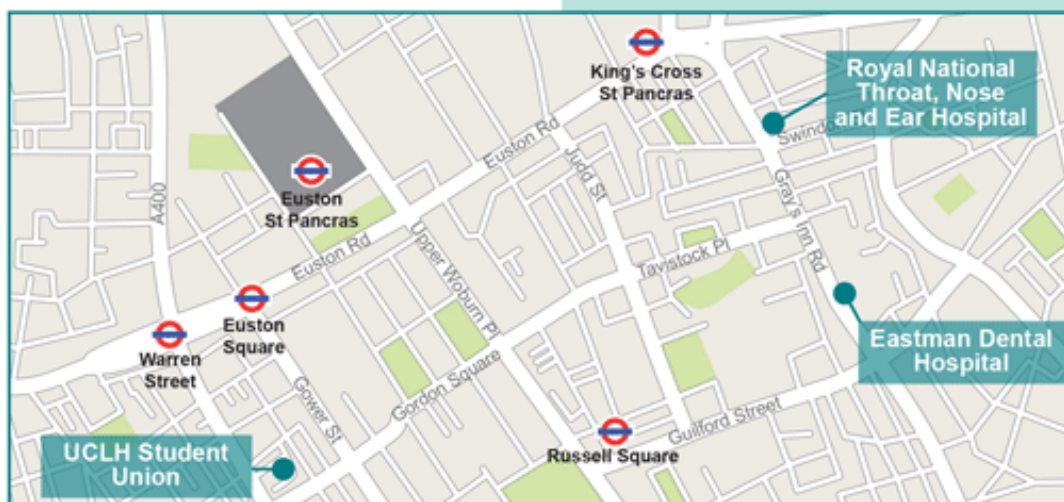 King's Cross
St Pancras
Royal National
Throat, Nose
and Ear Hospital
Swindo
Euston Rd
Judd St
Gray's Inn Rd
A400
Euston
St Pancras
Euston Rd
Upper Woburn Pl
Tavistock Pl
Euston
Square
Warren
Street
Eastman Dental
Hospital
Gordon Square
Gower St
Guilford Street
Russell Square
UCLH Student
Union